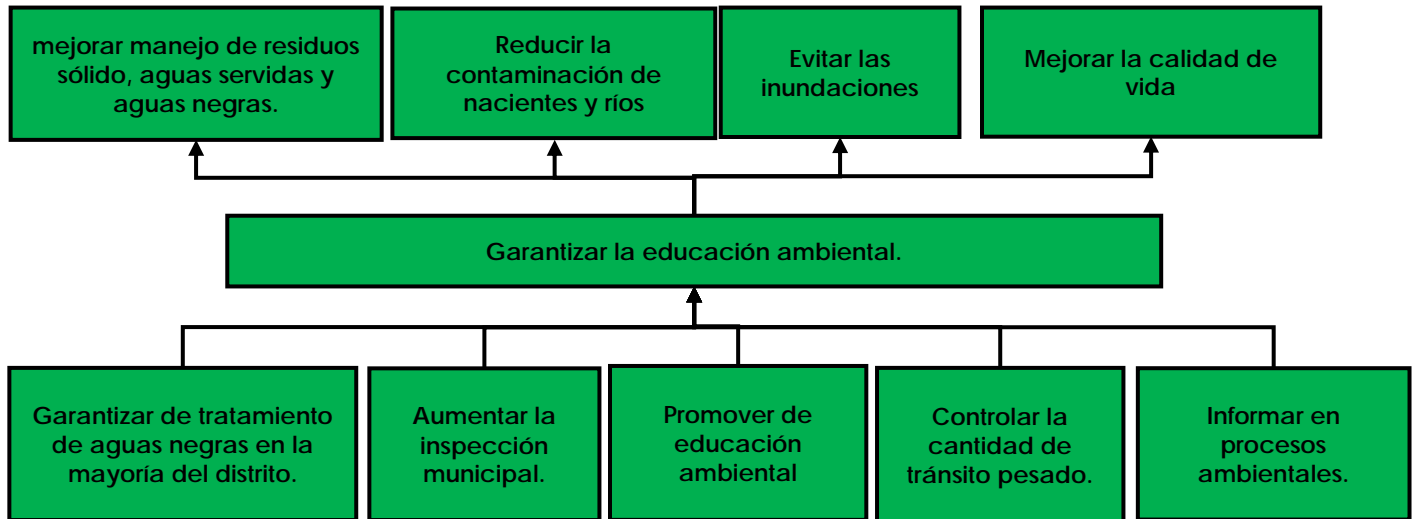 mejorar manejo de residuos
sólido, aguas servidas y
aguas negras.
Reducir la
contaminación de
nacientes y ríos
Evitar las
inundaciones
Mejorar la calidad de
vida
Garantizar la educación ambiental.
Garantizar de tratamiento
de aguas negras en la
mayoría del distrito.
Aumentar la
inspección
municipal.
Promover de
educación
ambiental
Controlar la
cantidad de
tránsito pesado.
Informar en
procesos
ambientales.